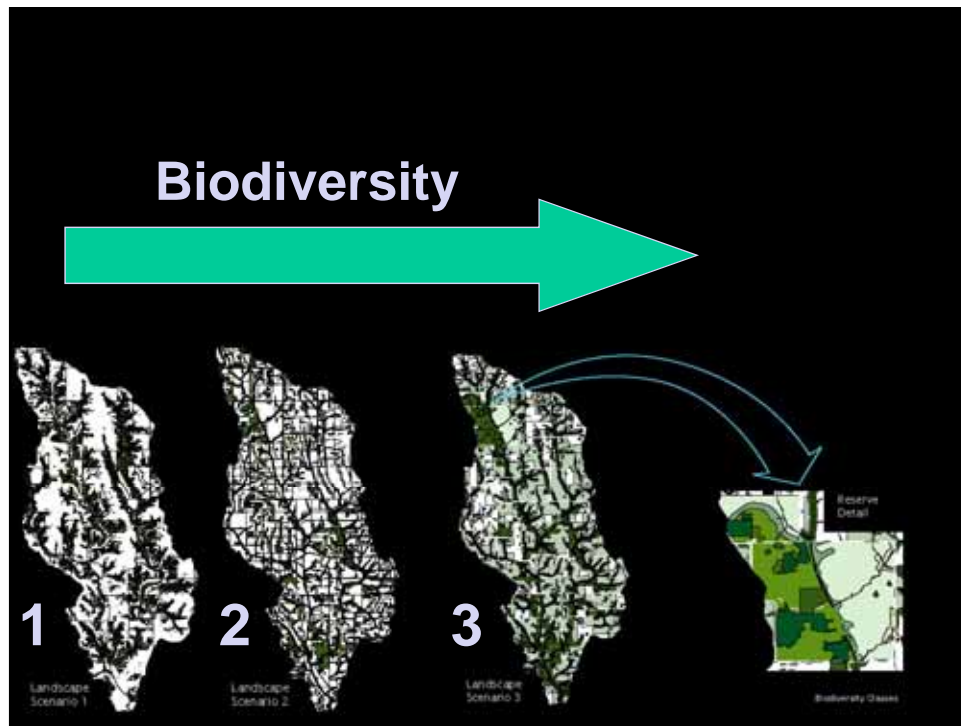 Biodiversity
Reserve
Detail
1
2
3
Landscape
Scenario 1
Landscape
Scenario 2
Landscape
Scenario 3
Biodiversity Classes